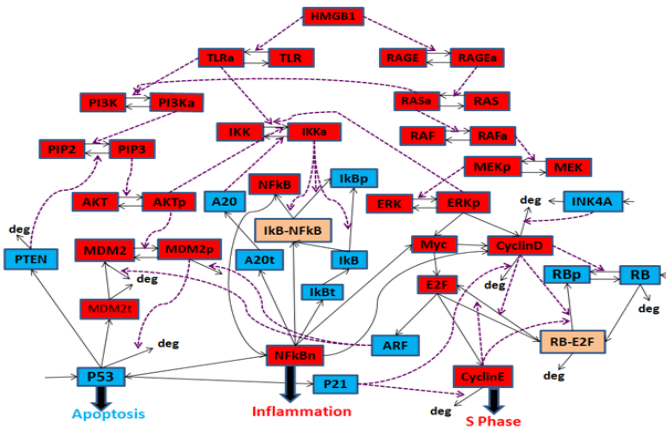 HMGB1
TLRa TLR RAGE RAGEa
PI3K PI3Ka RASa RAS
IKK IKKa RAF RAFa
PIP2 PIP3 MEKp MEK
NFkB IkBp
AKT AKTp A20 ERK ERKp deg INK4A
IkB-NFkB
deg PTEN MDM2 MDM2p Myc CyclinD
A20t IkB RBp RB
deg deg E2F deg
MDM2t IkBt
deg NFkBn ARF RB-E2F deg
P53 P21 CyclinE deg
deg
Apoptosis Inflammation S Phase